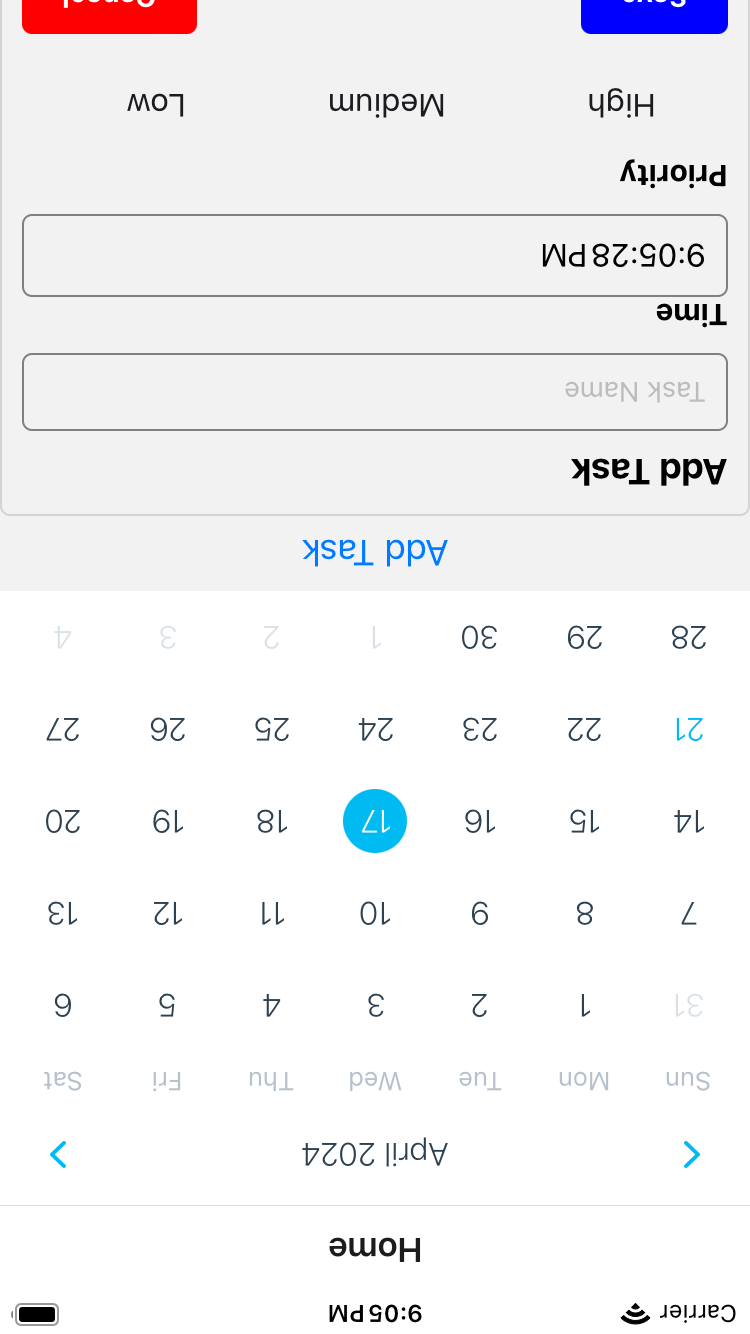 Carrier 9:05 PM
Home
April 2024
Sun Mon Tue Wed Thu Fri Sat
31 1 2 3 4 5 6
7 8 9 10 11 12 13
14 15 16 17 18 19 20
21 22 23 24 25 26 27
28 29 30 1 2 3 4
Add Task
Add Task
Task Name
Time
9:05:28 PM
Priority
High Medium Low
Save Cancel